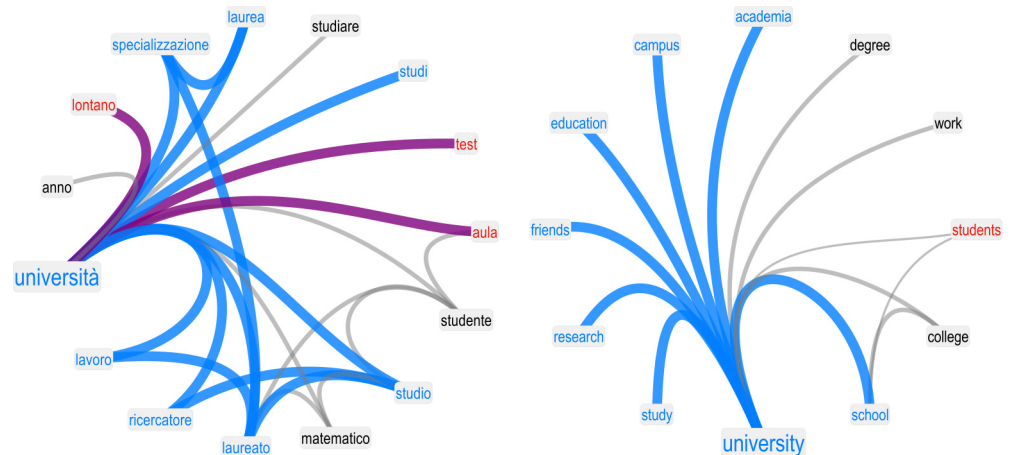 laurea
studiare
specializzazione
studi
lontano
test
anno
aula
università
studente
lavoro
studio
ricercatore
matematico
laureato
academia
campus
degree
education
work
friends
students
research
college
study
school
university